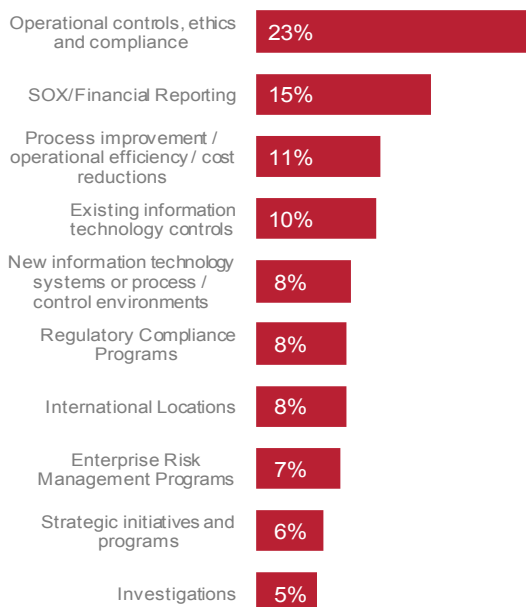 Operational controls, ethics
and compliance
23%
SOX/Financial Reporting
15%
Process improvement /
operational efficiency / cost
reductions
11%
Existing information
technology controls
10%
New information technology
systems or process /
control environments
8%
Regulatory Compliance
Programs
8%
International Locations
8%
Enterprise Risk
Management Programs
7%
Strategic initiatives and
programs
6%
Investigations
5%